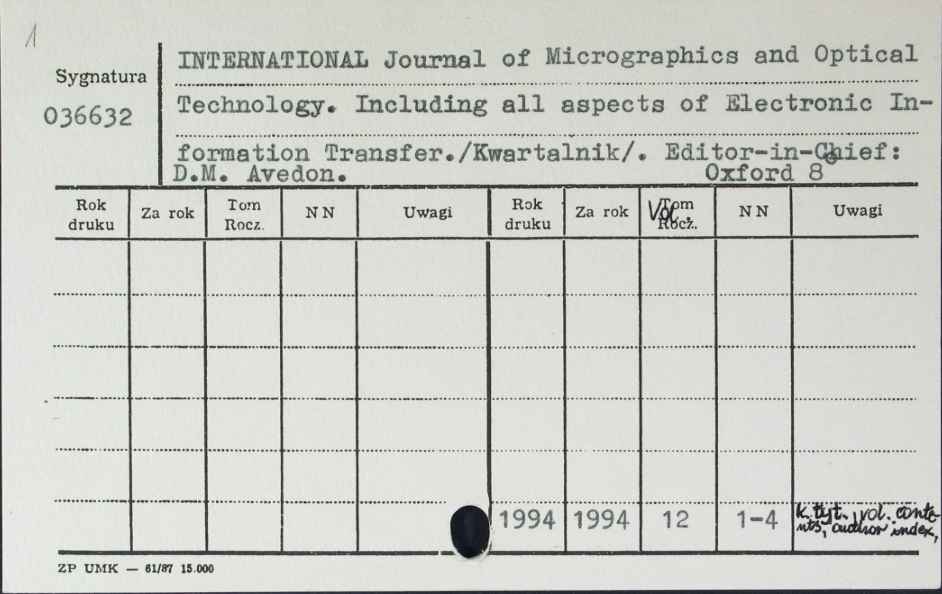 1
INTERNATIONAL Journal of Micrographics and Optical
Sygnatura
036632
Technology. Including all aspects of Electronic In-
formation Transfer./Kwartalnik/. Editor-in-Chief:
D.M. Avedon. Oxford 8
Rok druku Za rok Tom Rocz. NN Uwagi Rok druku Za rok Tom Rocz. Vol. NN Uwagi
1994 1994 12 1-4 k. tyt., vol. conte-
nts, author index,
ZP UMK — 61/87 15.000